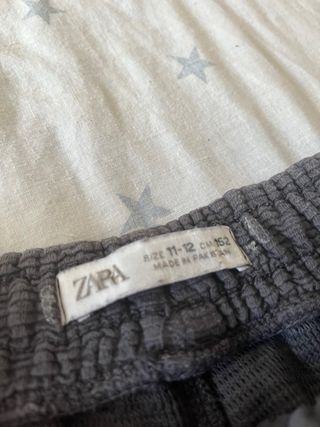 ZARA
SIZE 11-12 CM 152
MADE IN PAKISTAN